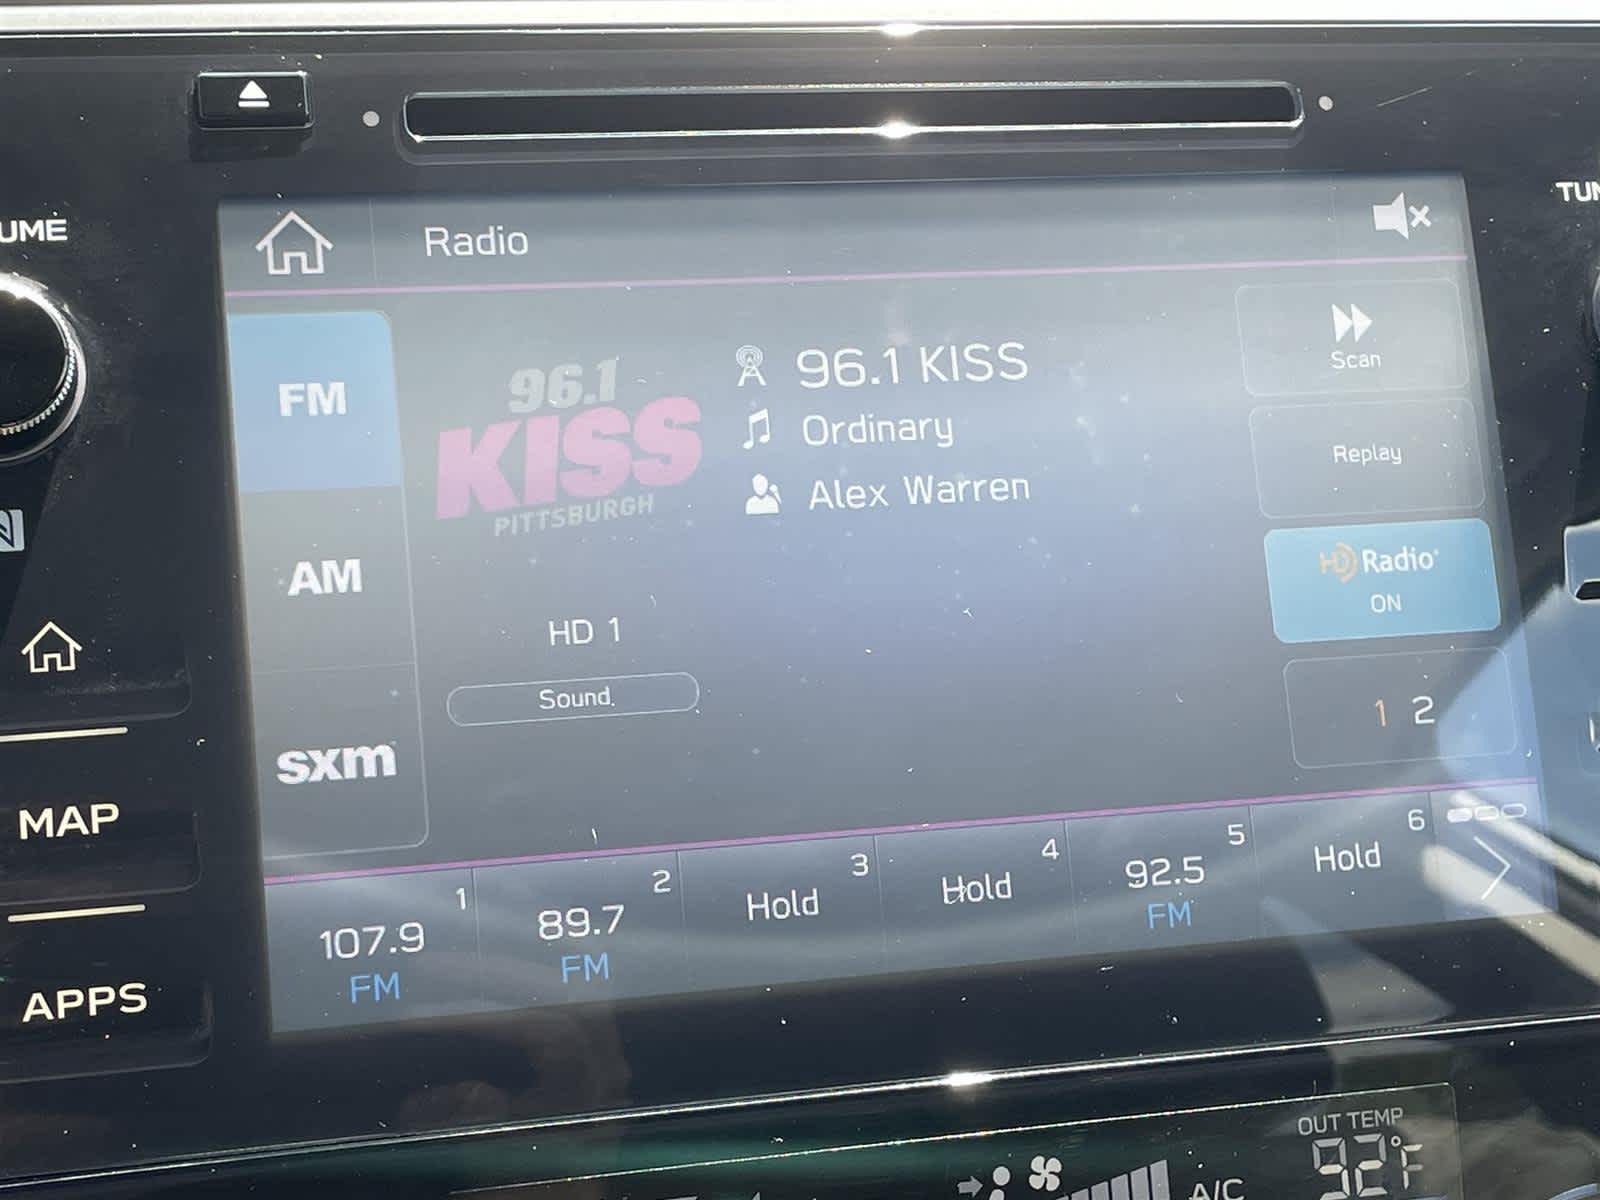 UME
TUN
Radio
FM
AM
sxm
96.1
KISS
PITTSBURGH
96.1 KISS
Ordinary
Alex Warren
HD 1
Sound
Scan
Replay
HD Radio
ON
1 2
1
107.9
FM
2
89.7
FM
3
Hold
4
Hold
5
92.5
FM
6
Hold
MAP
APPS
OUT TEMP
92°F
A/C